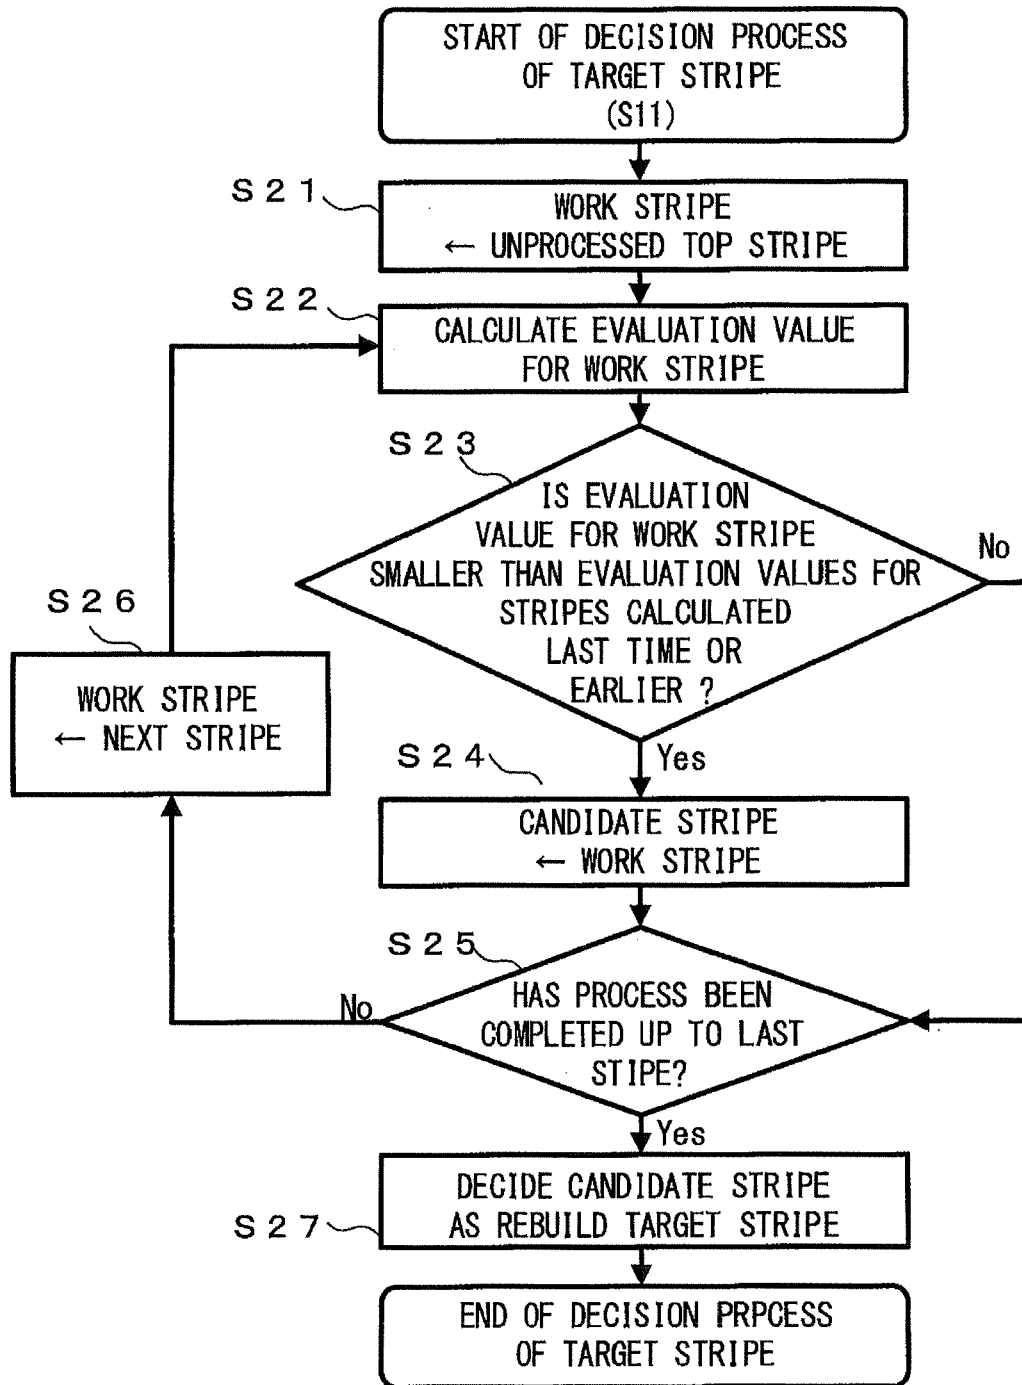 START OF DECISION PROCESS
OF TARGET STRIPE
(S11)
S21
WORK STRIPE
← UNPROCESSED TOP STRIPE
S22
CALCULATE EVALUATION VALUE
FOR WORK STRIPE
S23
IS EVALUATION
VALUE FOR WORK STRIPE
SMALLER THAN EVALUATION VALUES FOR
STRIPES CALCULATED
LAST TIME OR
EARLIER ?
No
Yes
S26
WORK STRIPE
← NEXT STRIPE
S24
CANDIDATE STRIPE
← WORK STRIPE
S25
HAS PROCESS BEEN
COMPLETED UP TO LAST
STIPE?
No
Yes
S27
DECIDE CANDIDATE STRIPE
AS REBUILD TARGET STRIPE
END OF DECISION PRPCESS
OF TARGET STRIPE